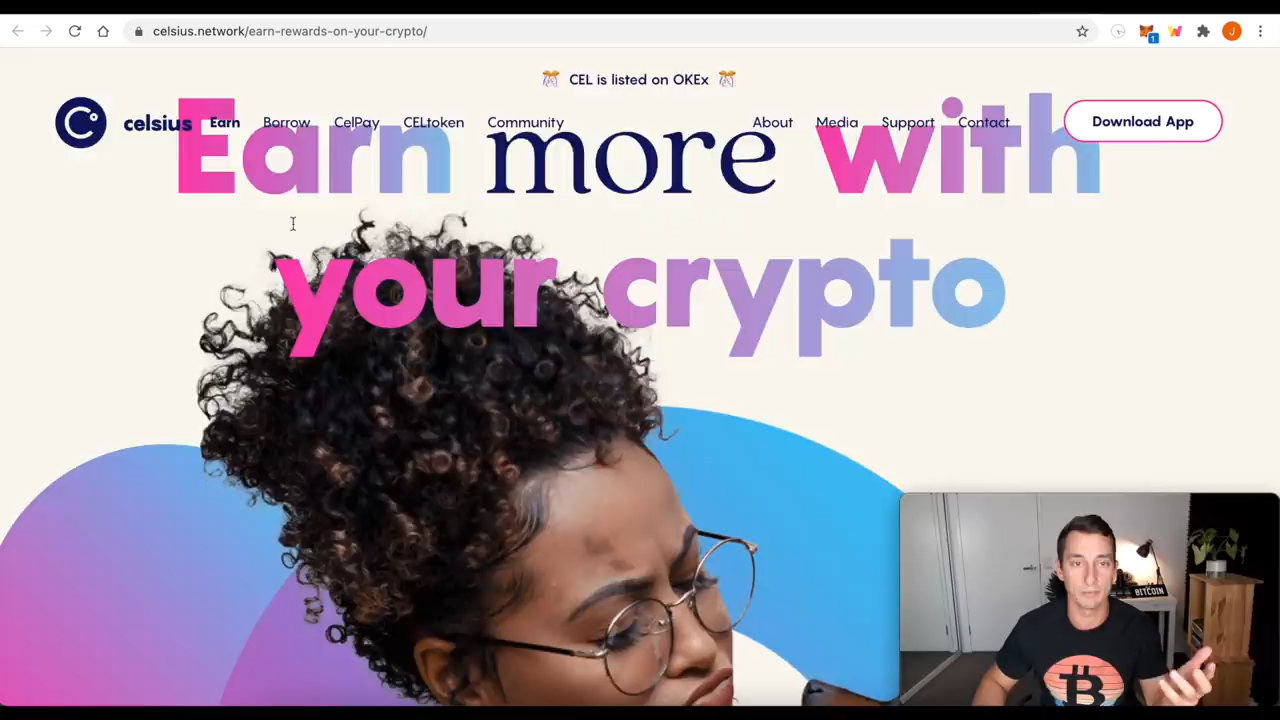 celsius.network/earn-rewards-on-your-crypto/
J
1
CEL is listed on OKEx
celsius Earn Borrow CelPay CELtoken Community About Media Support Contact Download App
Earn more with
your crypto
BITCOIN